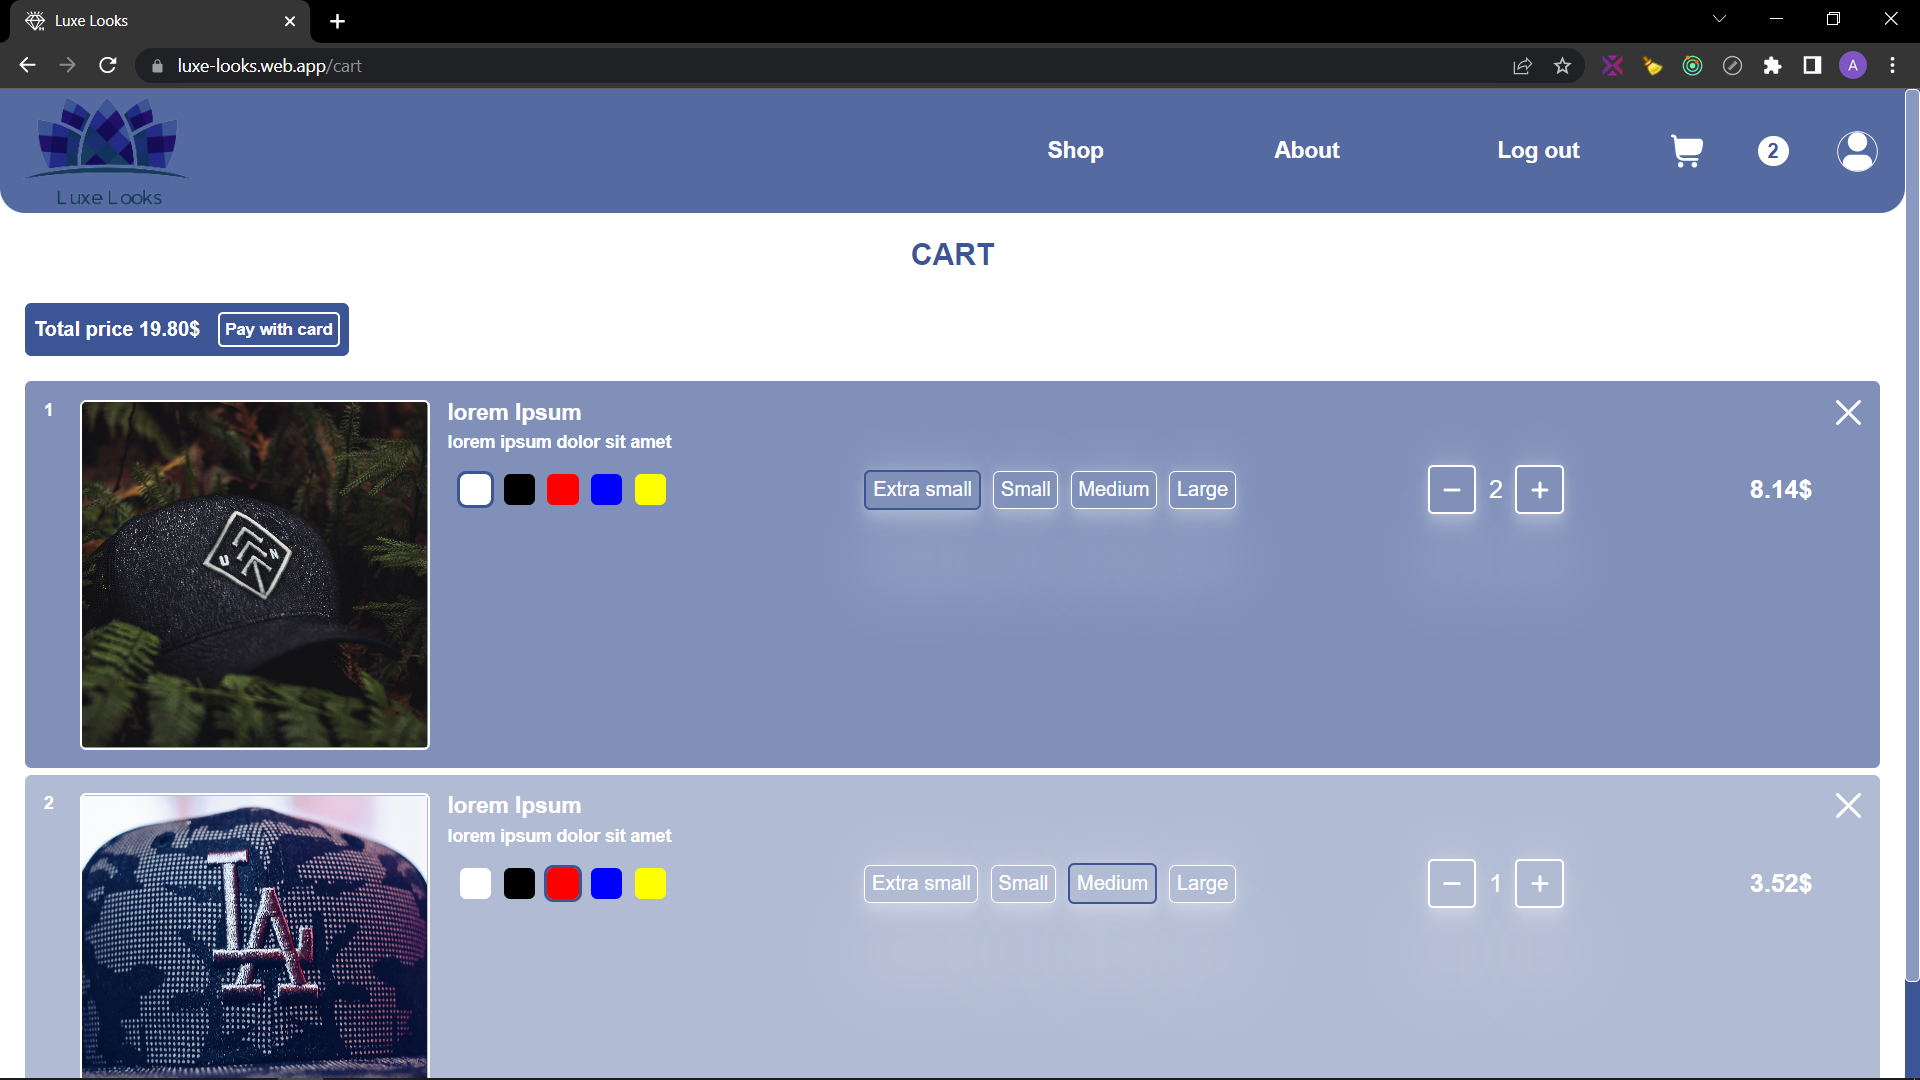 Luxe Looks
luxe-looks.web.app/cart
A
Luxe Looks
Shop
About
Log out
2
CART
Total price 19.80$
Pay with card
1
lorem Ipsum
lorem ipsum dolor sit amet
Extra small
Small
Medium
Large
2
8.14$
U N
2
lorem Ipsum
lorem ipsum dolor sit amet
Extra small
Small
Medium
Large
1
3.52$
LA